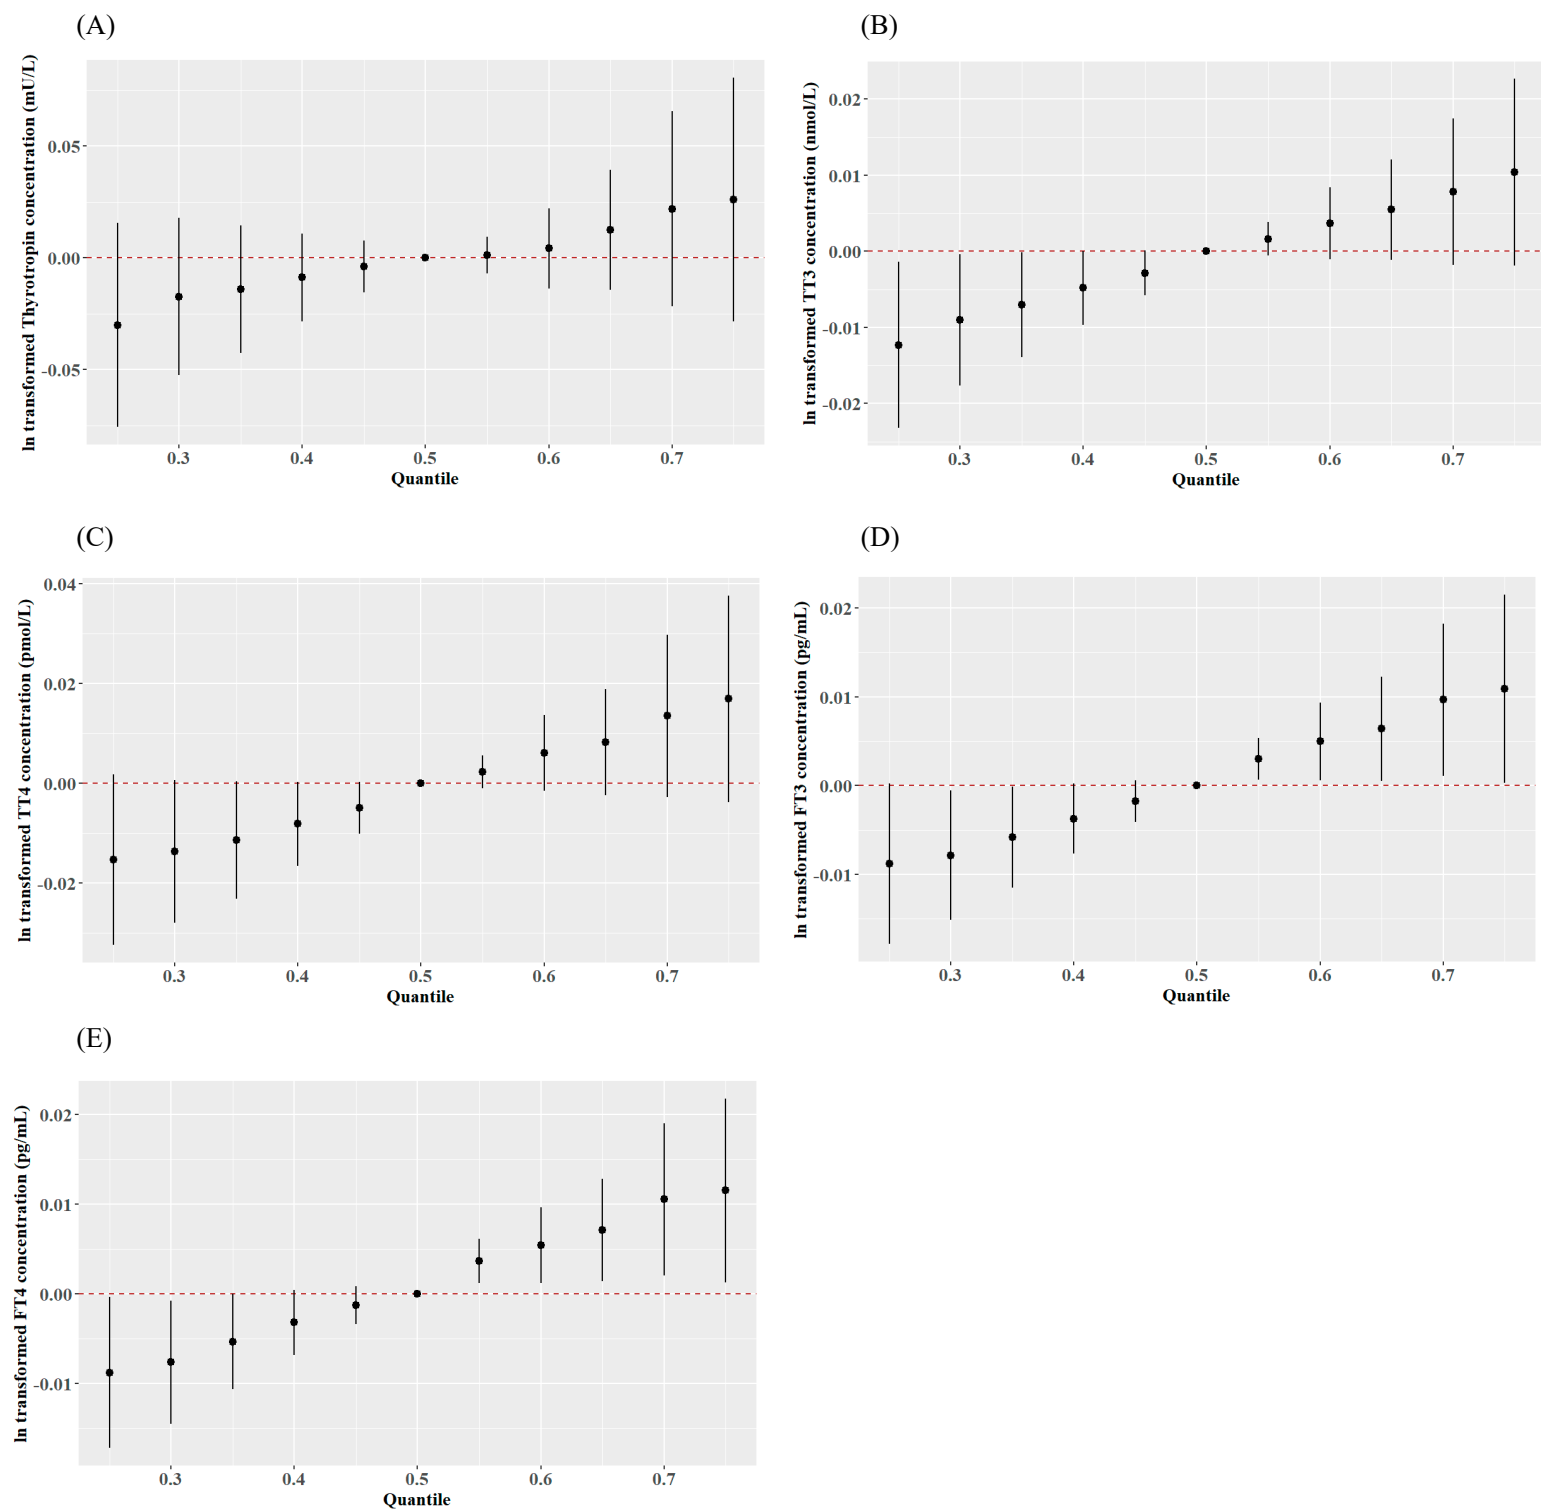 (A)
ln transformed Thyrotropin concentration (mU/L)
0.05
0.00
-0.05
0.3 0.4 0.5 0.6 0.7
Quantile
(B)
ln transformed TT3 concentration (nmol/L)
0.02
0.01
0.00
-0.01
-0.02
0.3 0.4 0.5 0.6 0.7
Quantile
(C)
ln transformed TT4 concentration (pmol/L)
0.04
0.02
0.00
-0.02
0.3 0.4 0.5 0.6 0.7
Quantile
(D)
ln transformed FT3 concentration (pg/mL)
0.02
0.01
0.00
-0.01
0.3 0.4 0.5 0.6 0.7
Quantile
(E)
ln transformed FT4 concentration (pg/mL)
0.02
0.01
0.00
-0.01
0.3 0.4 0.5 0.6 0.7
Quantile